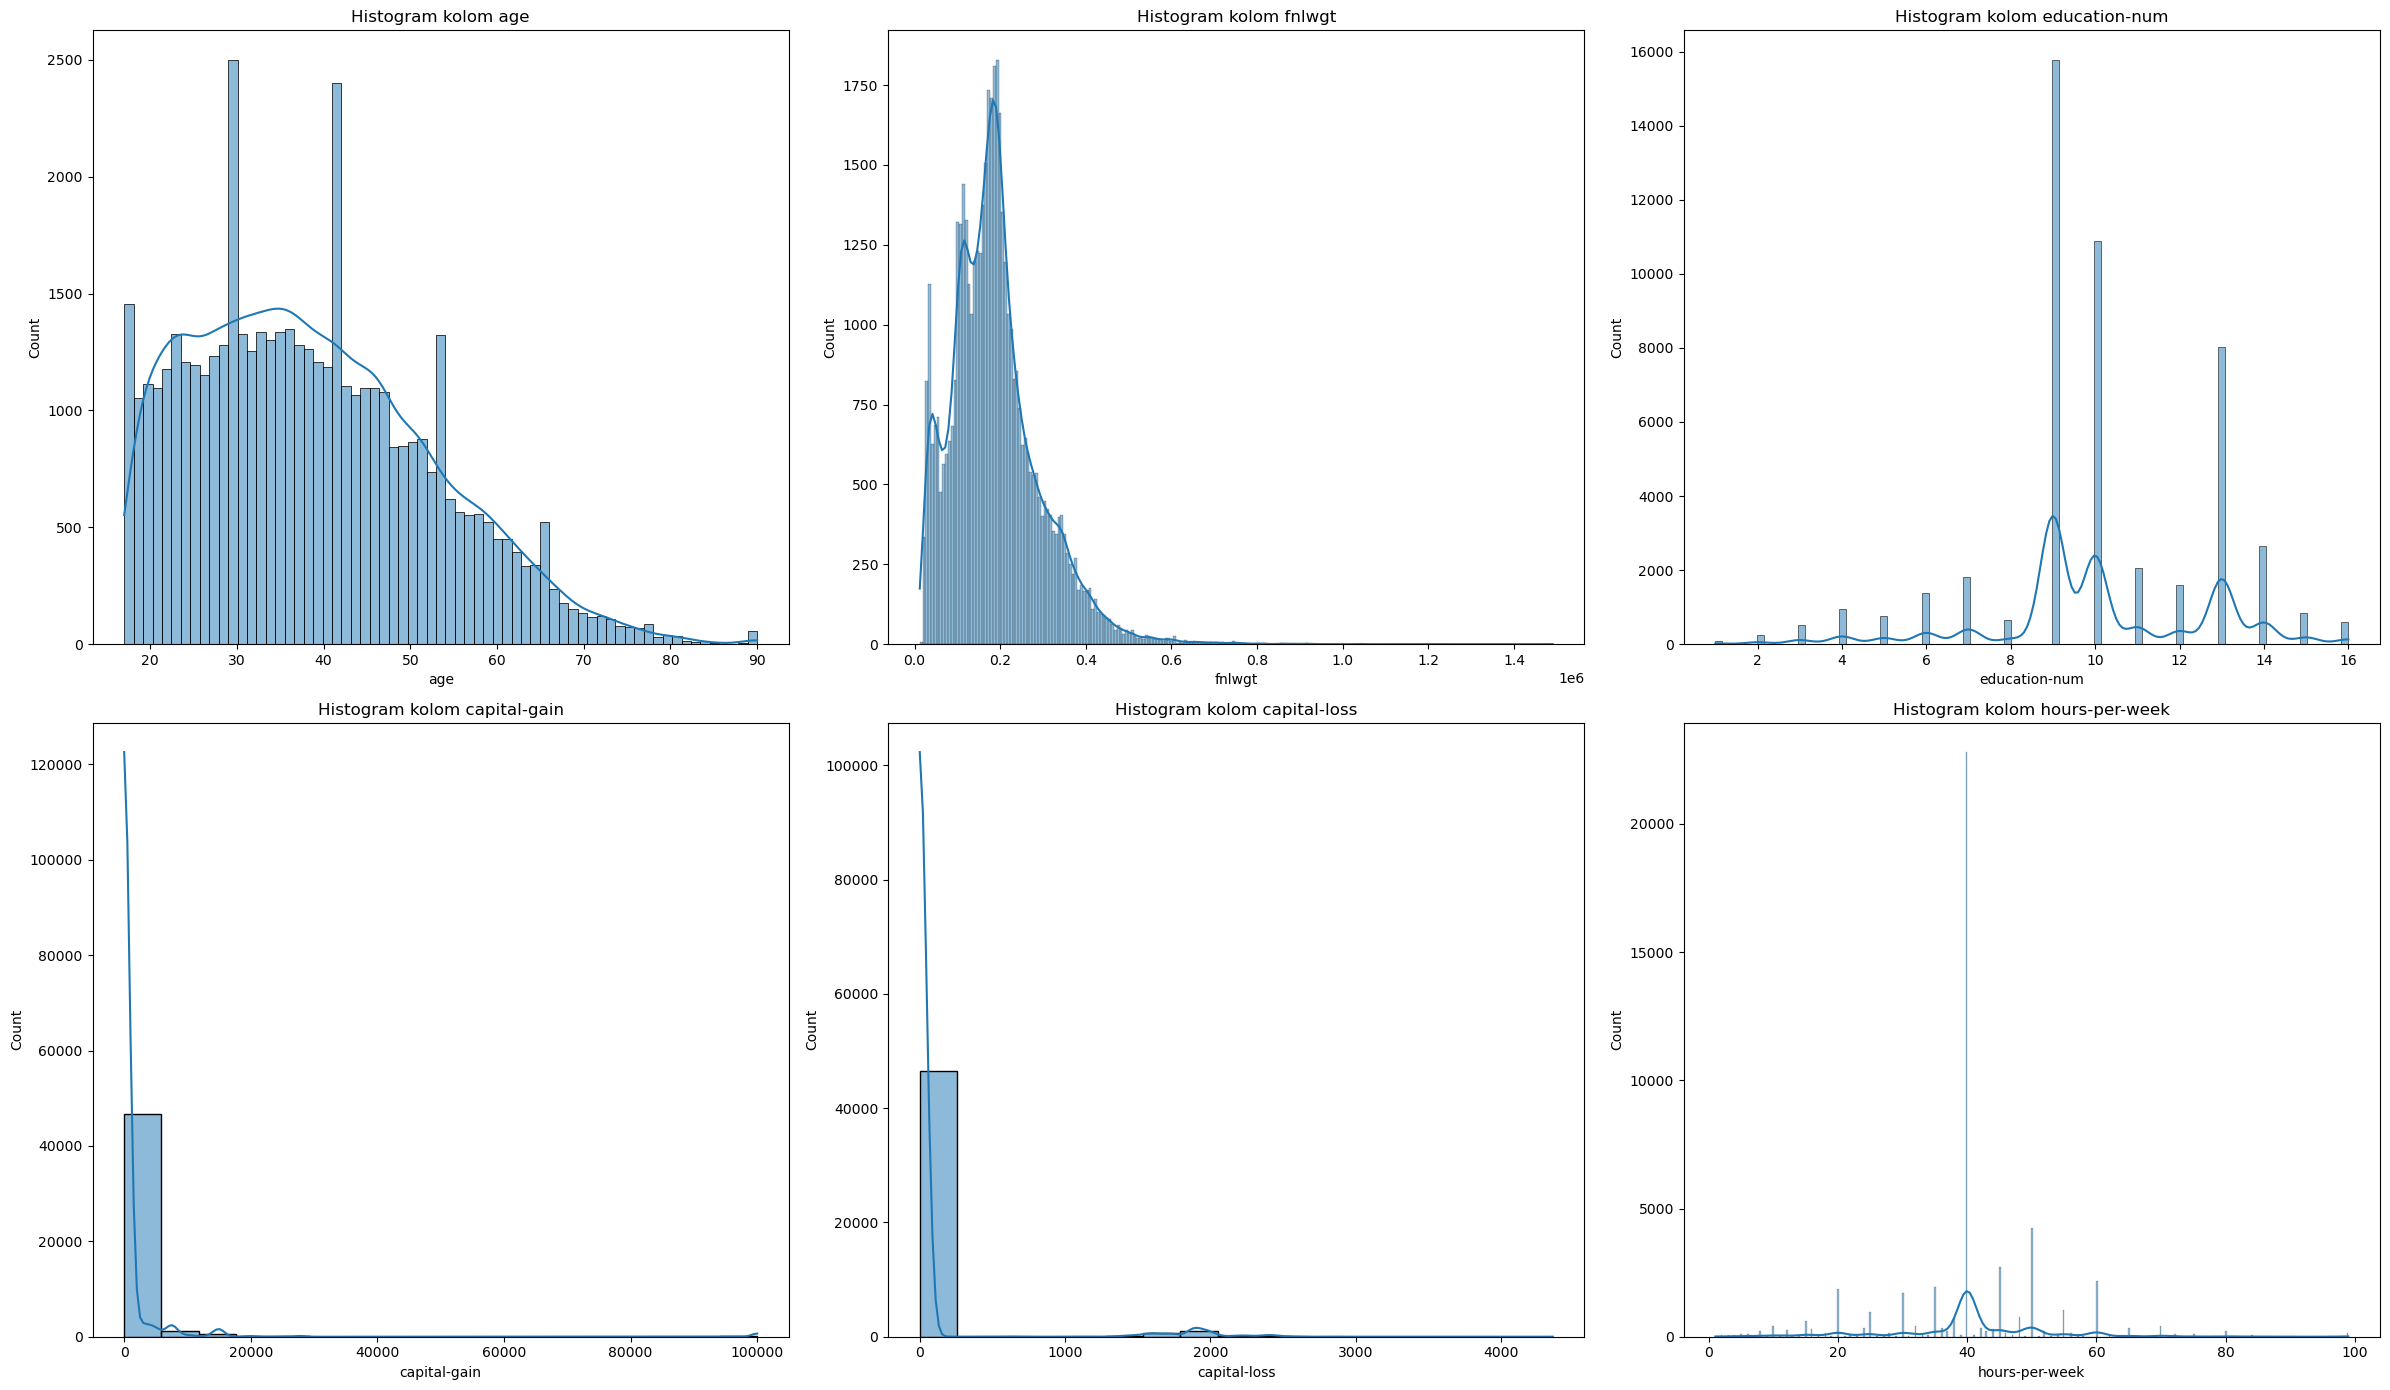 Histogram kolom age
2500
2000
1500
1000
500
0
Count
20 30 40 50 60 70 80 90
age
Histogram kolom fnlwgt
1750
1500
1250
1000
750
500
250
0
Count
0.0 0.2 0.4 0.6 0.8 1.0 1.2 1.4
1e6
fnlwgt
Histogram kolom education-num
16000
14000
12000
10000
8000
6000
4000
2000
0
Count
2 4 6 8 10 12 14 16
education-num
Histogram kolom capital-gain
120000
100000
80000
60000
40000
20000
0
Count
0 20000 40000 60000 80000 100000
capital-gain
Histogram kolom capital-loss
100000
80000
60000
40000
20000
0
Count
0 1000 2000 3000 4000
capital-loss
Histogram kolom hours-per-week
20000
15000
10000
5000
0
Count
0 20 40 60 80 100
hours-per-week